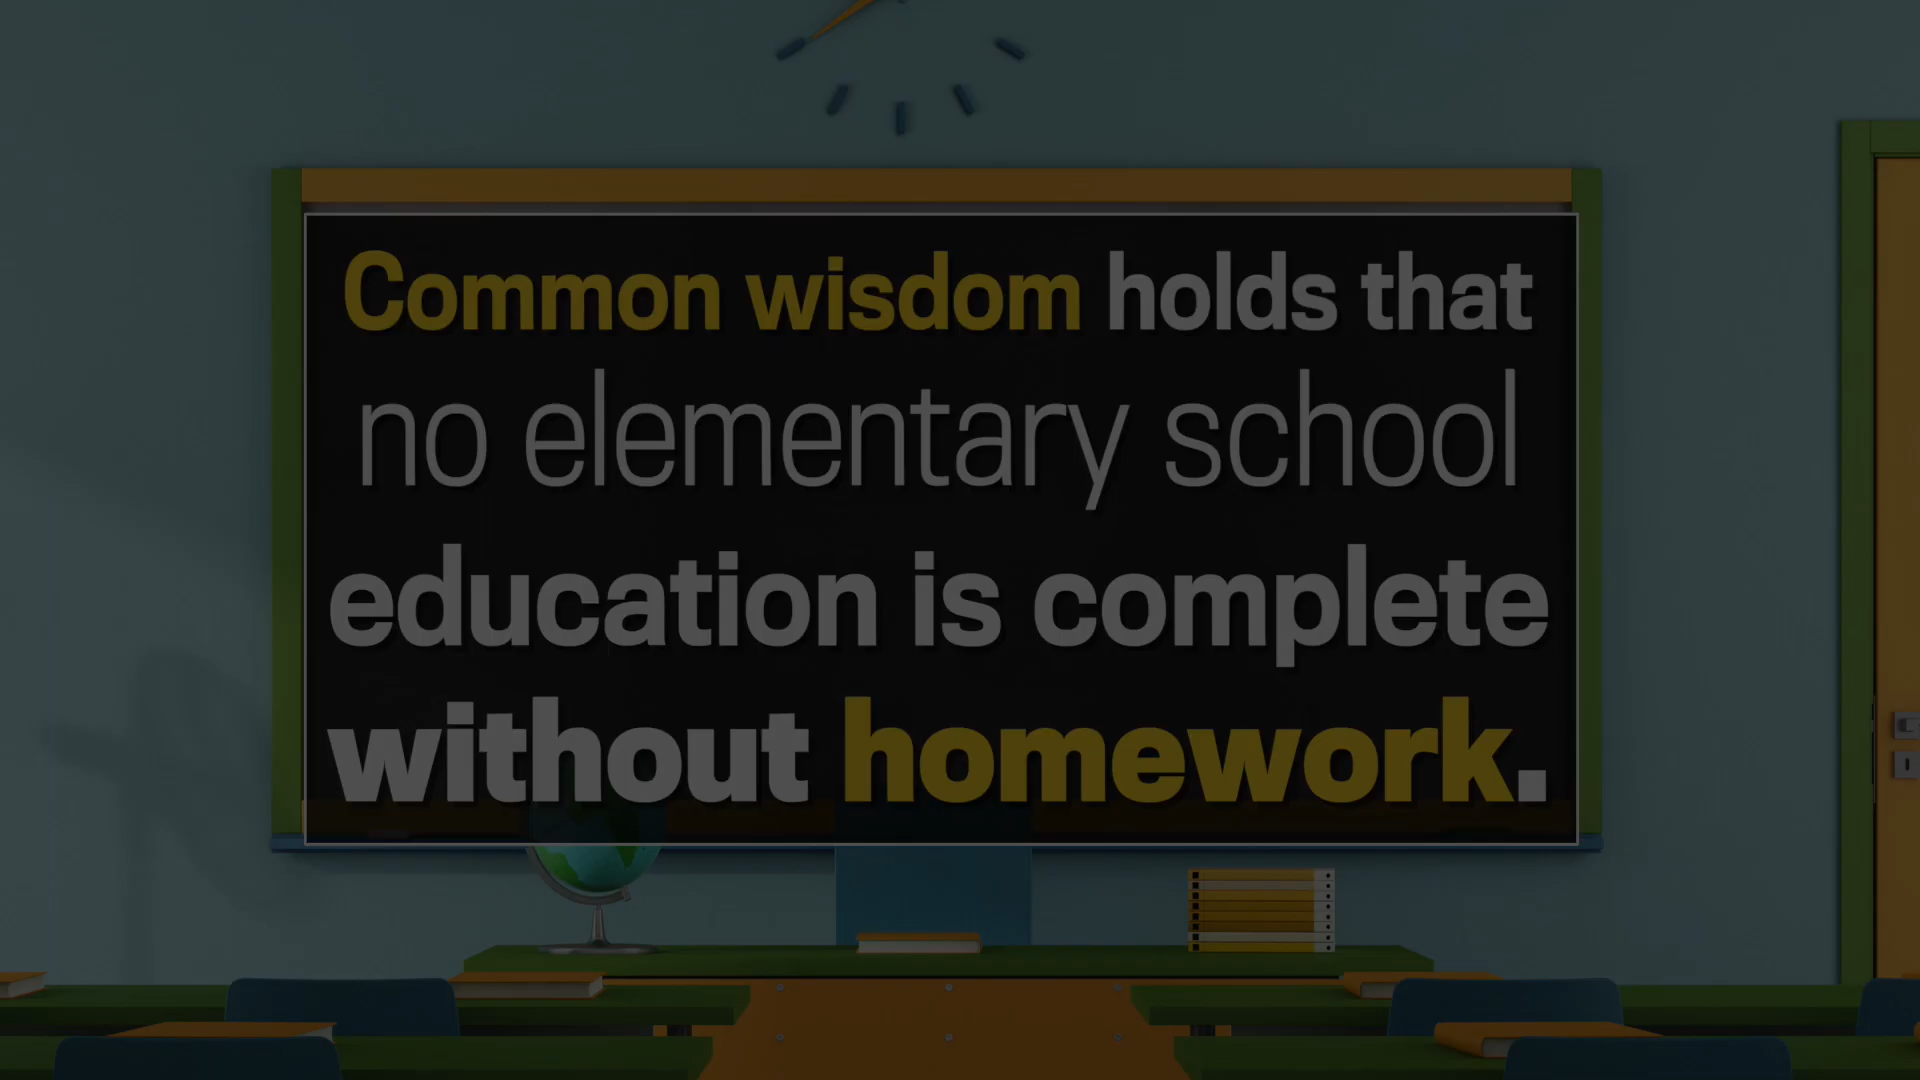 Common wisdom holds that
no elementary school
education is complete
without homework.